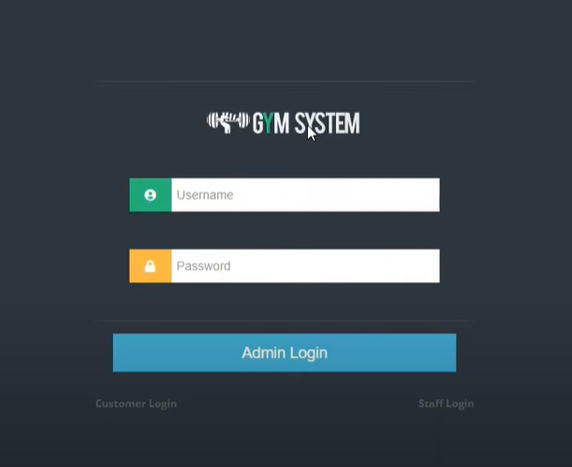 GYM SYSTEM
Username
Password
Admin Login
Customer Login
Staff Login